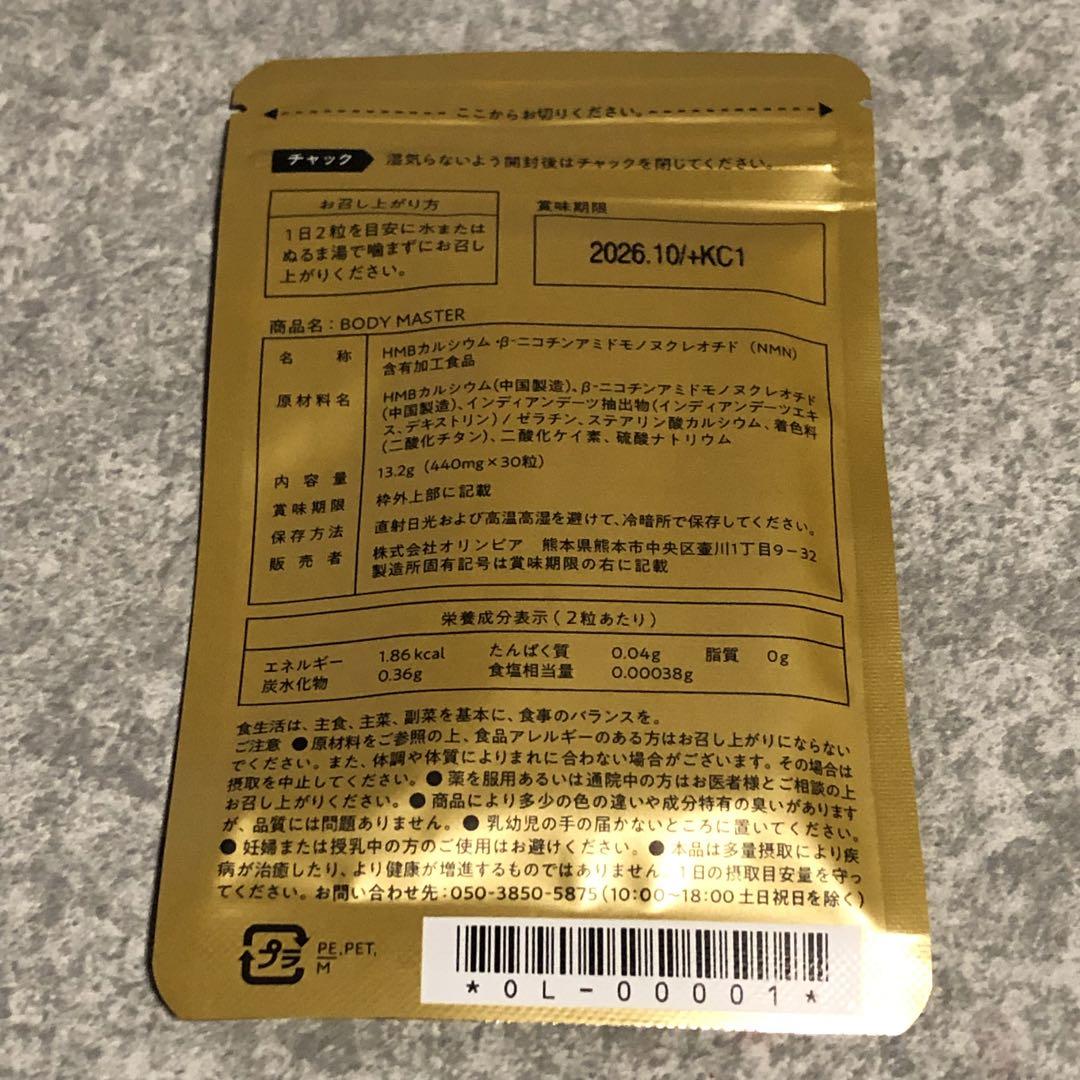 ここからお切りください。
チャック 湿気らないよう開封後はチャックを閉じてください。
お召し上がり方
1日2粒を目安に水または
ぬるま湯で噛まずにお召し
上がりください。
賞味期限
2026.10/+KC1
商品名：BODY MASTER
名称 HMBカルシウム・β-ニコチンアミドモノヌクレオチド（NMN）
含有加工食品
原材料名 HMBカルシウム(中国製造)、β-ニコチンアミドモノヌクレオチド
(中国製造)、インディアンデーツ抽出物(インディアンデーツエキ
ス、デキストリン) / ゼラチン、ステアリン酸カルシウム、着色料
(二酸化チタン)、二酸化ケイ素、硫酸ナトリウム
内容量 13.2g（440mg×30粒）
賞味期限 枠外上部に記載
保存方法 直射日光および高温高湿を避けて、冷暗所で保存してください。
販売者 株式会社オリンピア 熊本県熊本市中央区壷川1丁目9-32
製造所固有記号は賞味期限の右に記載
栄養成分表示（2粒あたり）
エネルギー 1.86kcal たんぱく質 0.04g 脂質 0g
炭水化物 0.36g 食塩相当量 0.00038g
食生活は、主食、主菜、副菜を基本に、食事のバランスを。
ご注意 ●原材料をご参照の上、食品アレルギーのある方はお召し上がりにならない
でください。また、体調や体質によりまれに合わない場合がございます。その場合は
摂取を中止してください。●薬を服用あるいは通院中の方はお医者様とご相談の上
お召し上がりください。●商品により多少の色の違いや成分特有の臭いがあります
が、品質には問題ありません。●乳幼児の手の届かないところに置いてください。
●妊婦または授乳中の方のご使用はお避けください。●本品は多量摂取により疾
病が治癒したり、より健康が増進するものではありません。1日の摂取目安量を守っ
てください。お問い合わせ先：050-3850-5875（10:00〜18:00 土日祝日を除く）
プラ PE,PET,
M
*OL-00001*